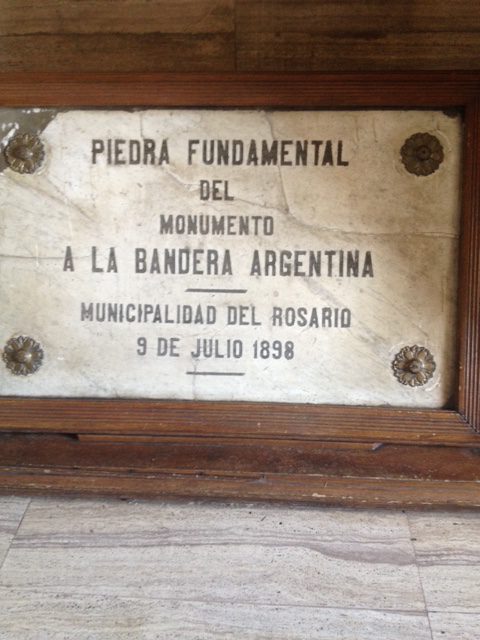 PIEDRA FUNDAMENTAL
DEL
MONUMENTO
A LA BANDERA ARGENTINA
MUNICIPALIDAD DEL ROSARIO
9 DE JULIO 1898